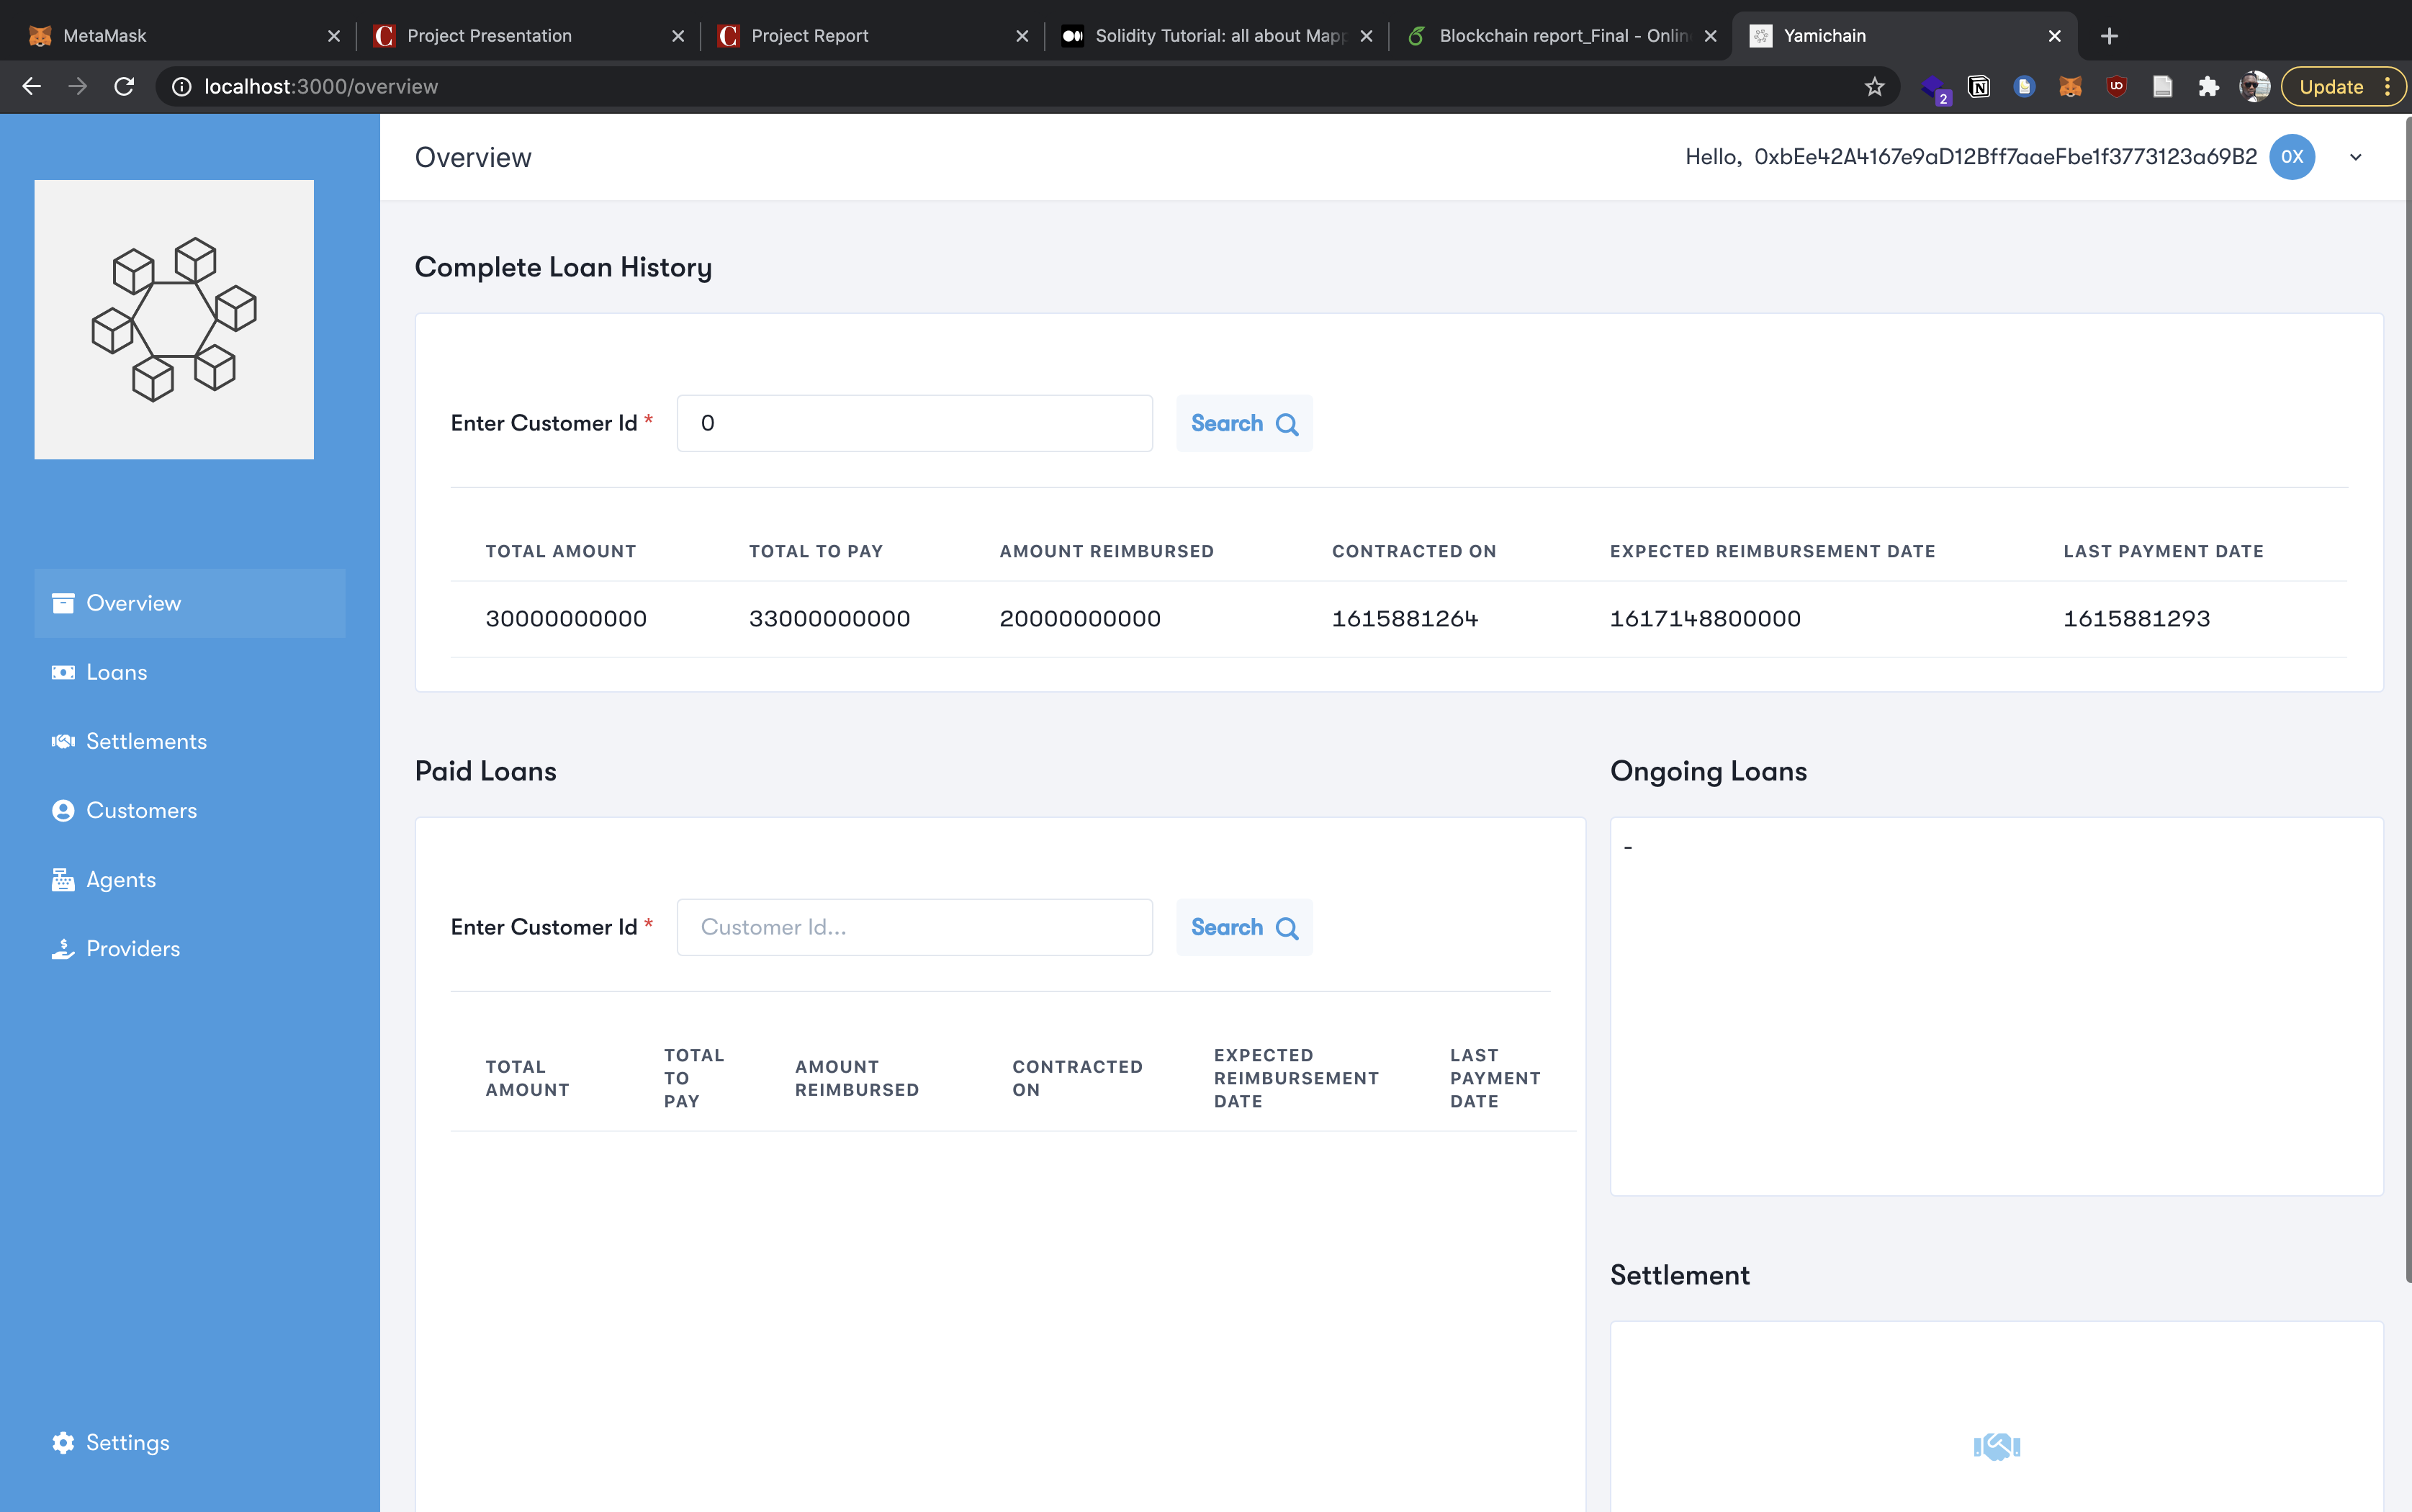 MetaMask
Project Presentation
Project Report
Solidity Tutorial: all about Mapp
Blockchain report_Final - Onlin
Yamichain
localhost:3000/overview
2
Update
Overview
Hello, 0xbEe42A4167e9aD12Bff7aaeFbe1f3773123a69B2
0X
Complete Loan History
Enter Customer Id *
0
Search
TOTAL AMOUNT
TOTAL TO PAY
AMOUNT REIMBURSED
CONTRACTED ON
EXPECTED REIMBURSEMENT DATE
LAST PAYMENT DATE
30000000000
33000000000
20000000000
1615881264
1617148800000
1615881293
Overview
Loans
Settlements
Customers
Agents
Providers
Settings
Paid Loans
Enter Customer Id *
Customer Id...
Search
TOTAL
AMOUNT
TOTAL
TO
PAY
AMOUNT
REIMBURSED
CONTRACTED
ON
EXPECTED
REIMBURSEMENT
DATE
LAST
PAYMENT
DATE
Ongoing Loans
-
Settlement